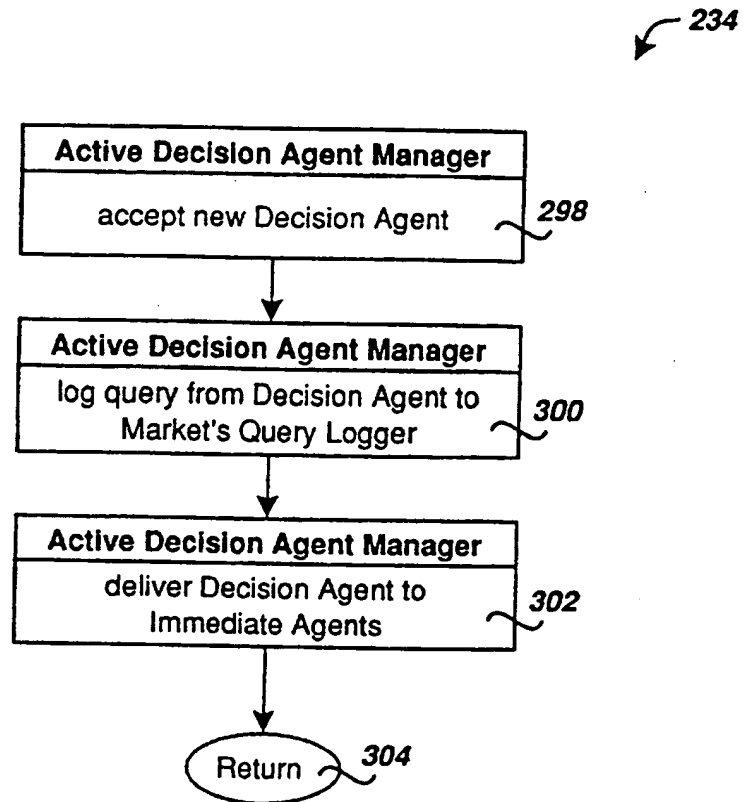 234
Active Decision Agent Manager
accept new Decision Agent
298
Active Decision Agent Manager
log query from Decision Agent to
Market's Query Logger
300
Active Decision Agent Manager
deliver Decision Agent to
Immediate Agents
302
Return
304